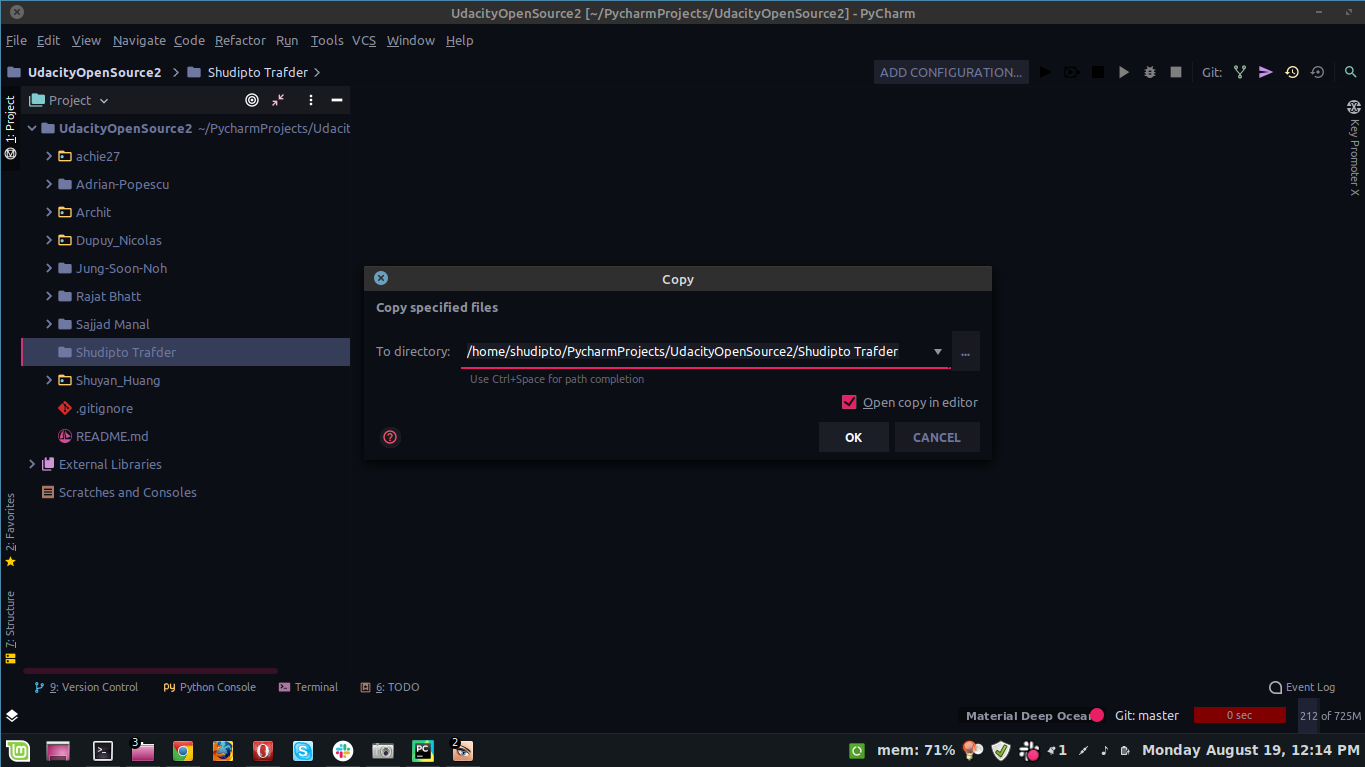 UdacityOpenSource2 [~/PycharmProjects/UdacityOpenSource2] - PyCharm
File Edit View Navigate Code Refactor Run Tools VCS Window Help
UdacityOpenSource2 Shudipto Trafder
ADD CONFIGURATION...
Git:
1: Project
Project
UdacityOpenSource2 ~/PycharmProjects/Udacit
achie27
Adrian-Popescu
Archit
Dupuy_Nicolas
Jung-Soon-Noh
Rajat Bhatt
Sajjad Manal
Shudipto Trafder
Shuyan_Huang
.gitignore
README.md
External Libraries
Scratches and Consoles
Key Promoter X
Copy
Copy specified files
To directory: /home/shudipto/PycharmProjects/UdacityOpenSource2/Shudipto Trafder
...
Use Ctrl+Space for path completion
Open copy in editor
?
OK
CANCEL
2: Favorites
7: Structure
9: Version Control
Python Console
Terminal
6: TODO
Event Log
Material Deep Ocea
Git: master
0 sec
212 of 725M
3
PC
2
mem: 71%
1
Monday August 19, 12:14 PM